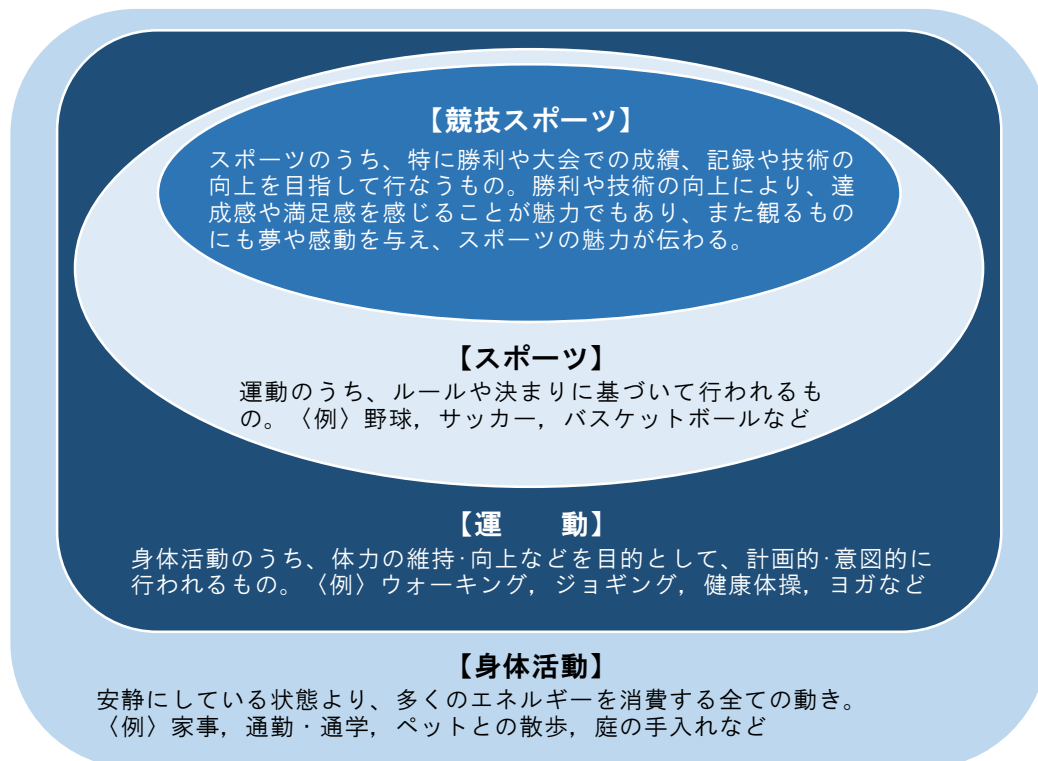 【競技スポーツ】
スポーツのうち、特に勝利や大会での成績、記録や技術の
向上を目指して行なうもの。勝利や技術の向上により、達
成感や満足感を感じることが魅力でもあり、また観るもの
にも夢や感動を与え、スポーツの魅力が伝わる。
【スポーツ】
運動のうち、ルールや決まりに基づいて行われるも
の。〈例〉野球，サッカー，バスケットボールなど
【運　　動】
身体活動のうち、体力の維持･向上などを目的として、計画的･意図的に
行われるもの。〈例〉ウォーキング，ジョギング，健康体操，ヨガなど
【身体活動】
安静にしている状態より、多くのエネルギーを消費する全ての動き。
〈例〉家事，通勤・通学，ペットとの散歩，庭の手入れなど